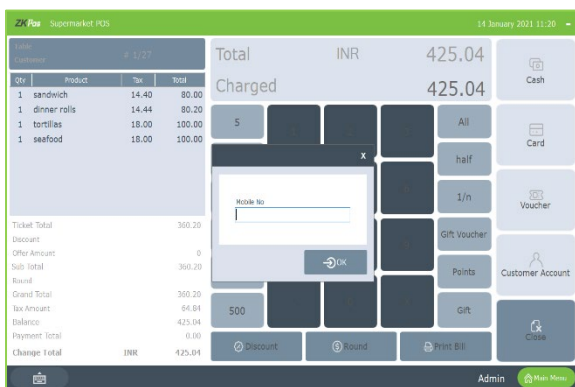 ZKPos Supermarket POS 14 January 2021 11:20
Table
Customer # 1/27
Qty Product Tax Total
1 sandwich 14.40 80.00
1 dinner rolls 14.44 80.20
1 tortillas 18.00 100.00
1 seafood 18.00 100.00
Ticket Total 360.20
Discount
Offer Amount 0
Sub Total 360.20
Round
Grand Total 360.20
Tax Amount 64.84
Balance 425.04
Payment Total 0.00
Change Total INR 425.04
Total INR 425.04
Charged 425.04
5
All
half
1/n
Gift Voucher
Points
500
Gift
X
Mobile No
OK
Discount
Round
Print Bill
Cash
Card
Voucher
Customer Account
Close
Admin
Main Menu